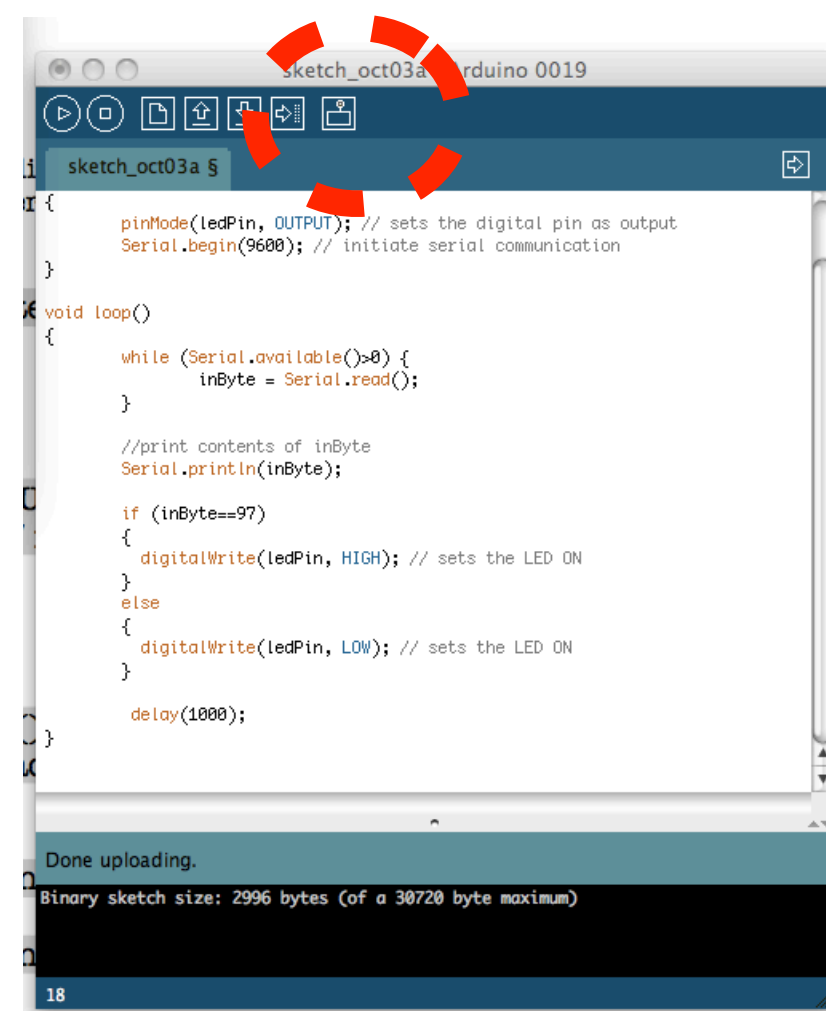 sketch_oct03a Arduino 0019
sketch_oct03a §
{
pinMode(ledPin, OUTPUT); // sets the digital pin as output
Serial.begin(9600); // initiate serial communication
}
void loop()
{
while (Serial.available()>0) {
inByte = Serial.read();
}
//print contents of inByte
Serial.println(inByte);
if (inByte==97)
{
digitalWrite(ledPin, HIGH); // sets the LED ON
}
else
{
digitalWrite(ledPin, LOW); // sets the LED ON
}
delay(1000);
}
Done uploading.
Binary sketch size: 2996 bytes (of a 30720 byte maximum)
18